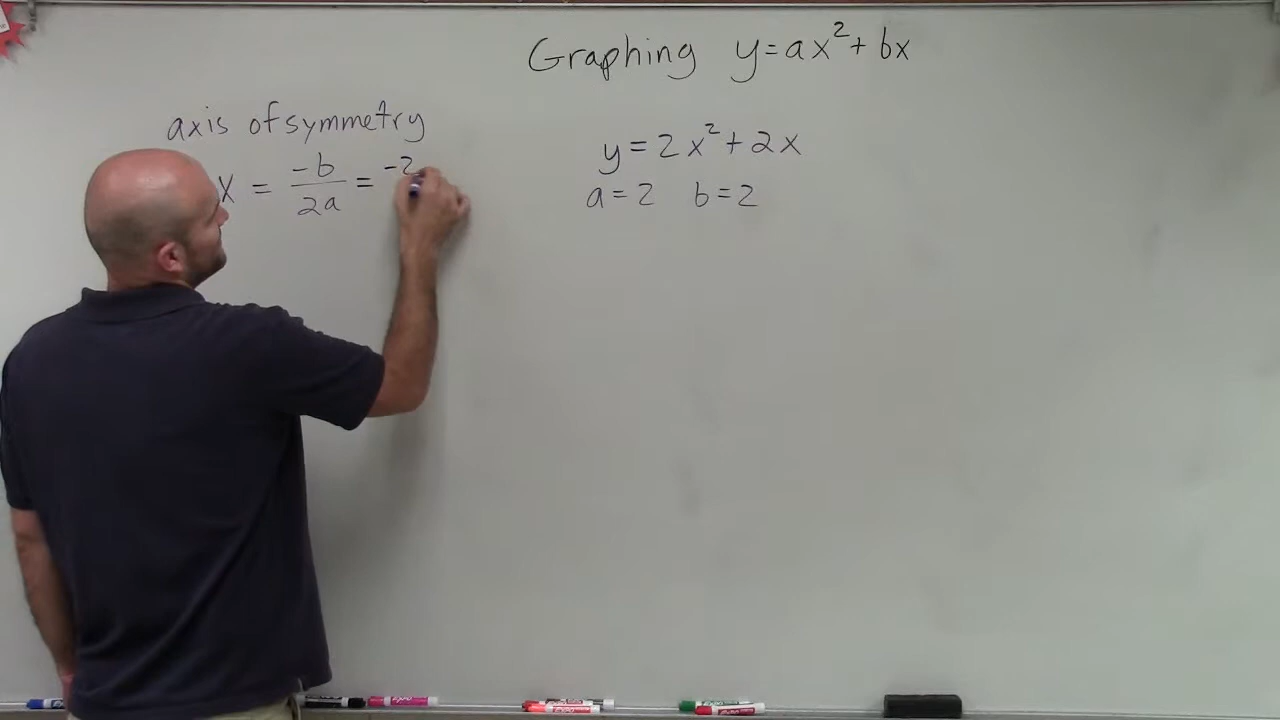 Graphing y=ax²+bx
axis of symmetry
x = -b/2a = -2
y=2x²+2x
a=2 b=2